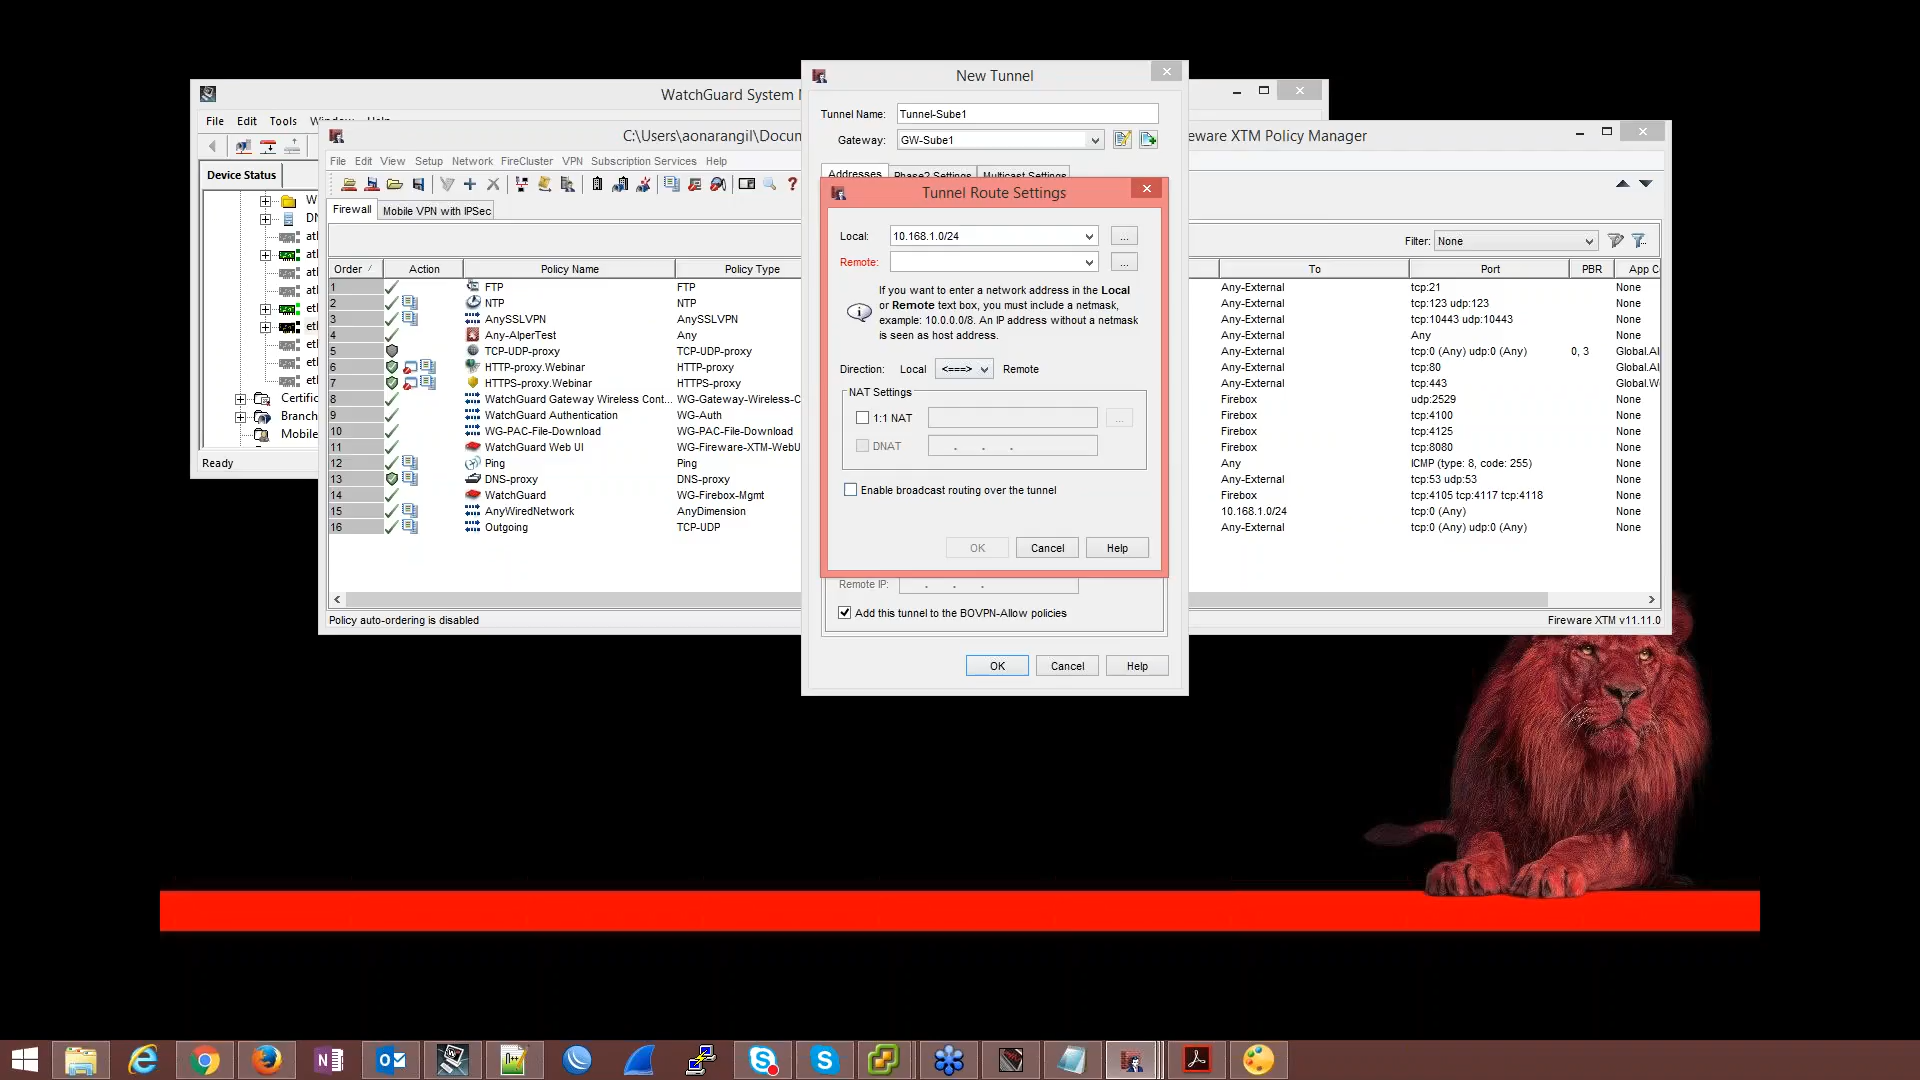 New Tunnel
Tunnel Name: Tunnel-Sube1
Gateway: GW-Sube1
Addresses Phase2 Settings Multicast Settings
Tunnel Route Settings
Local: 10.168.1.0/24 ...
Remote: ...
If you want to enter a network address in the Local
or Remote text box, you must include a netmask,
example: 10.0.0.0/8. An IP address without a netmask
is seen as host address.
Direction: Local <===> Remote
NAT Settings
1:1 NAT ...
DNAT . . .
Enable broadcast routing over the tunnel
OK Cancel Help
Remote IP: . . .
Add this tunnel to the BOVPN-Allow policies
OK Cancel Help
WatchGuard System
File Edit Tools
Device Status
Certific
Branch
Mobile
Ready
C:\Users\aonarangil\Docum
eware XTM Policy Manager
File Edit View Setup Network FireCluster VPN Subscription Services Help
Firewall Mobile VPN with IPSec
Filter: None
Order / Action Policy Name Policy Type To Port PBR App C
1 FTP FTP Any-External tcp:21 None
2 NTP NTP Any-External tcp:123 udp:123 None
3 AnySSLVPN AnySSLVPN Any-External tcp:10443 udp:10443 None
4 Any-AlperTest Any Any-External Any None
5 TCP-UDP-proxy TCP-UDP-proxy Any-External tcp:0 (Any) udp:0 (Any) 0, 3 Global.Al
6 HTTP-proxy.Webinar HTTP-proxy Any-External tcp:80 Global.Al
7 HTTPS-proxy.Webinar HTTPS-proxy Any-External tcp:443 Global.W
8 WatchGuard Gateway Wireless Cont... WG-Gateway-Wireless-C Firebox udp:2529 None
9 WatchGuard Authentication WG-Auth Firebox tcp:4100 None
10 WG-PAC-File-Download WG-PAC-File-Download Firebox tcp:4125 None
11 WatchGuard Web UI WG-Fireware-XTM-WebU Firebox tcp:8080 None
12 Ping Ping Any ICMP (type: 8, code: 255) None
13 DNS-proxy DNS-proxy Any-External tcp:53 udp:53 None
14 WatchGuard WG-Firebox-Mgmt Firebox tcp:4105 tcp:4117 tcp:4118 None
15 AnyWiredNetwork AnyDimension 10.168.1.0/24 tcp:0 (Any) None
16 Outgoing TCP-UDP Any-External tcp:0 (Any) udp:0 (Any) None
Policy auto-ordering is disabled
Fireware XTM v11.11.0